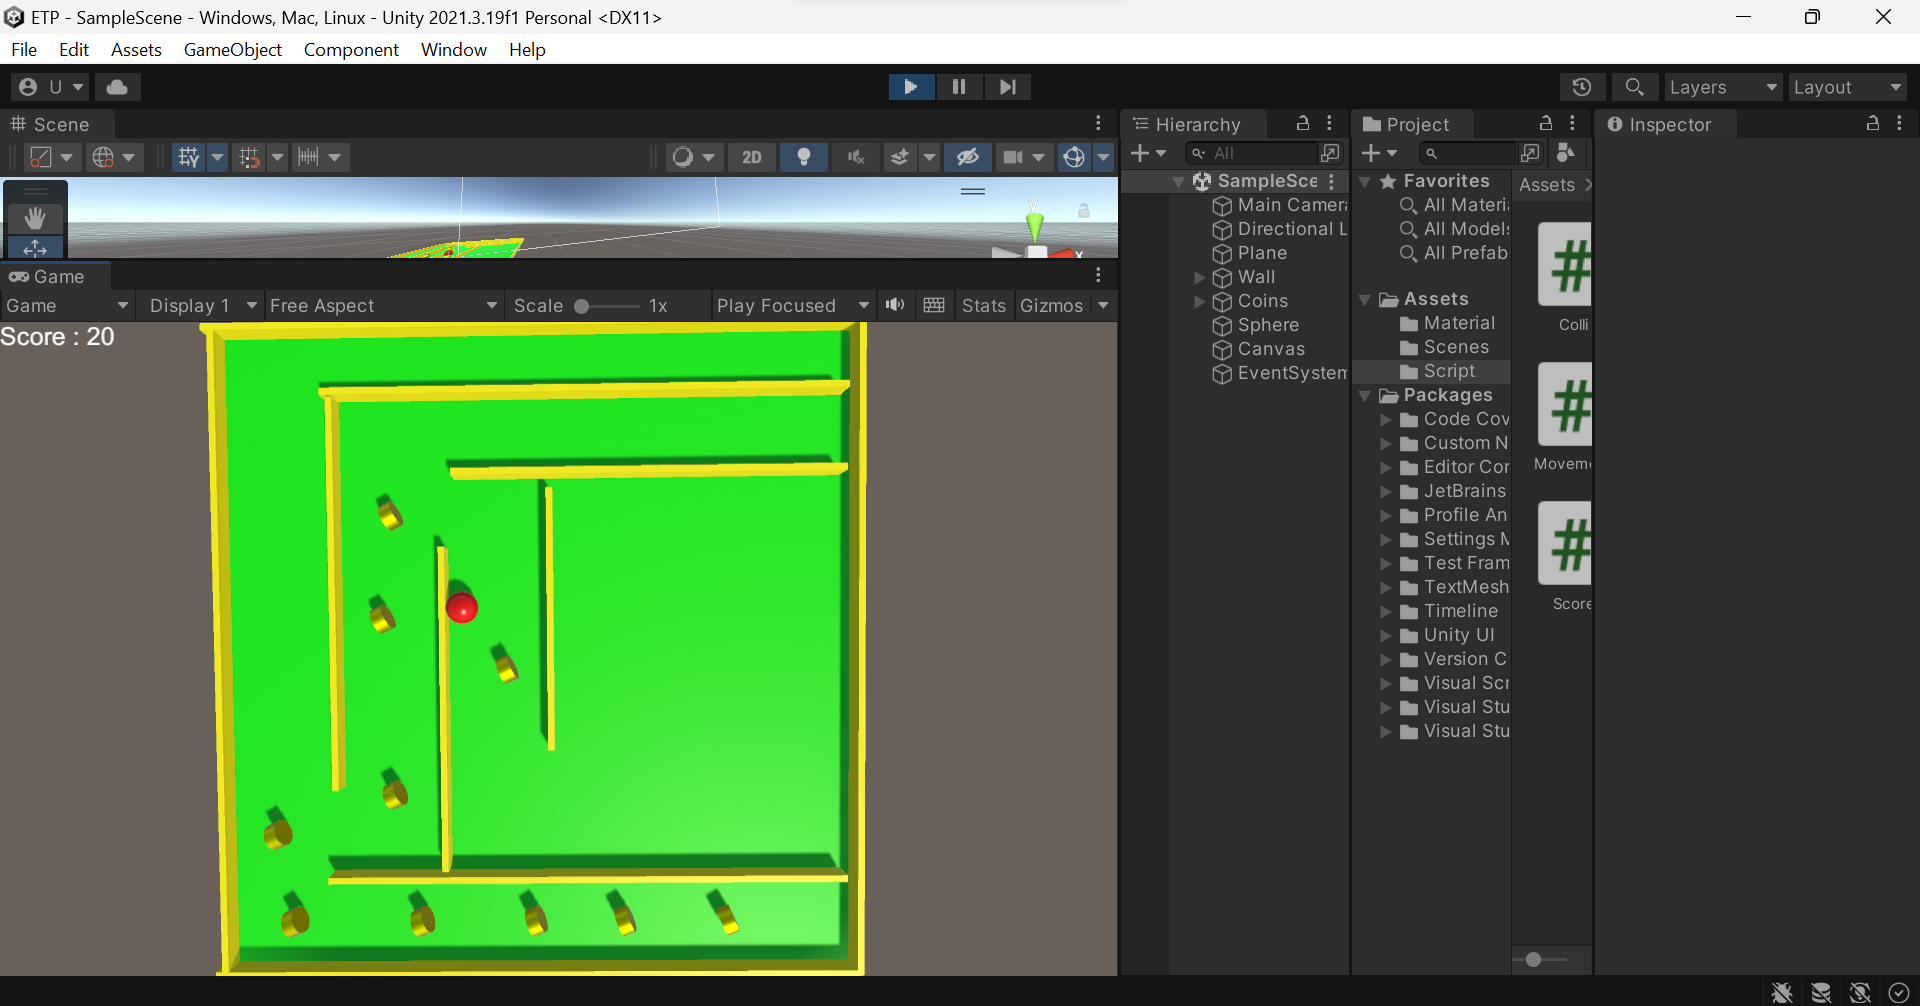 ETP - SampleScene - Windows, Mac, Linux - Unity 2021.3.19f1 Personal <DX11>
File Edit Assets GameObject Component Window Help
U Layers Layout
Scene
2D
y
x
Game
Game Display 1 Free Aspect Scale 1x Play Focused Stats Gizmos
Score : 20
Hierarchy
All
SampleSce
Main Camera
Directional L
Plane
Wall
Coins
Sphere
Canvas
EventSystem
Project
Favorites
All Materi
All Models
All Prefab
Assets
Material
Scenes
Script
Packages
Code Cov
Custom N
Editor Cor
JetBrains
Profile An
Settings M
Test Fram
TextMesh
Timeline
Unity UI
Version C
Visual Scr
Visual Stu
Visual Stu
Assets >
#
Colli
#
Movem
#
Score
Inspector